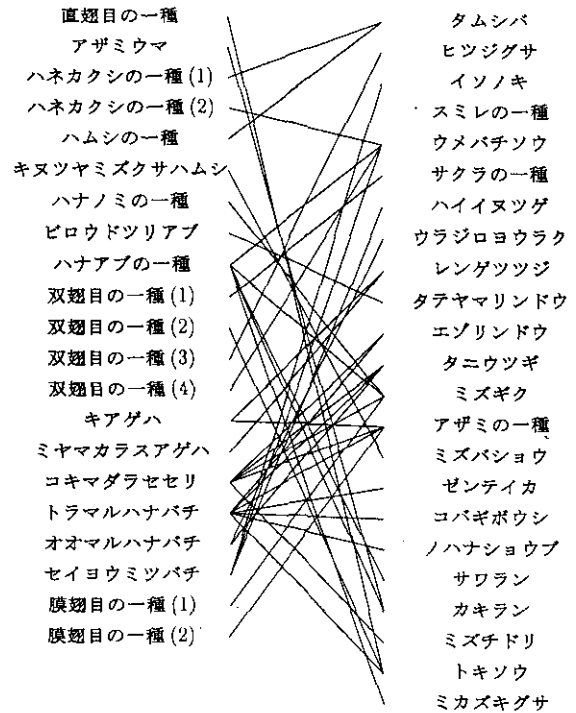 直翅目の一種
アザミウマ
ハネカクシの一種(1)
ハネカクシの一種(2)
ハムシの一種
キヌツヤミズクサハムシ
ハナノミの一種
ビロウドツリアブ
ハナアブの一種
双翅目の一種(1)
双翅目の一種(2)
双翅目の一種(3)
双翅目の一種(4)
キアゲハ
ミヤマカラスアゲハ
コキマダラセセリ
トラマルハナバチ
オオマルハナバチ
セイヨウミツバチ
膜翅目の一種(1)
膜翅目の一種(2)
タムシバ
ヒツジグサ
イソノキ
スミレの一種
ウメバチソウ
サクラの一種
ハイイヌツゲ
ウラジロヨウラク
レンゲツツジ
タテヤマリンドウ
エゾリンドウ
タニウツギ
ミズギク
アザミの一種
ミズバショウ
ゼンテイカ
コバギボウシ
ノハナショウブ
サワラン
カキラン
ミズチドリ
トキソウ
ミカズキグサ